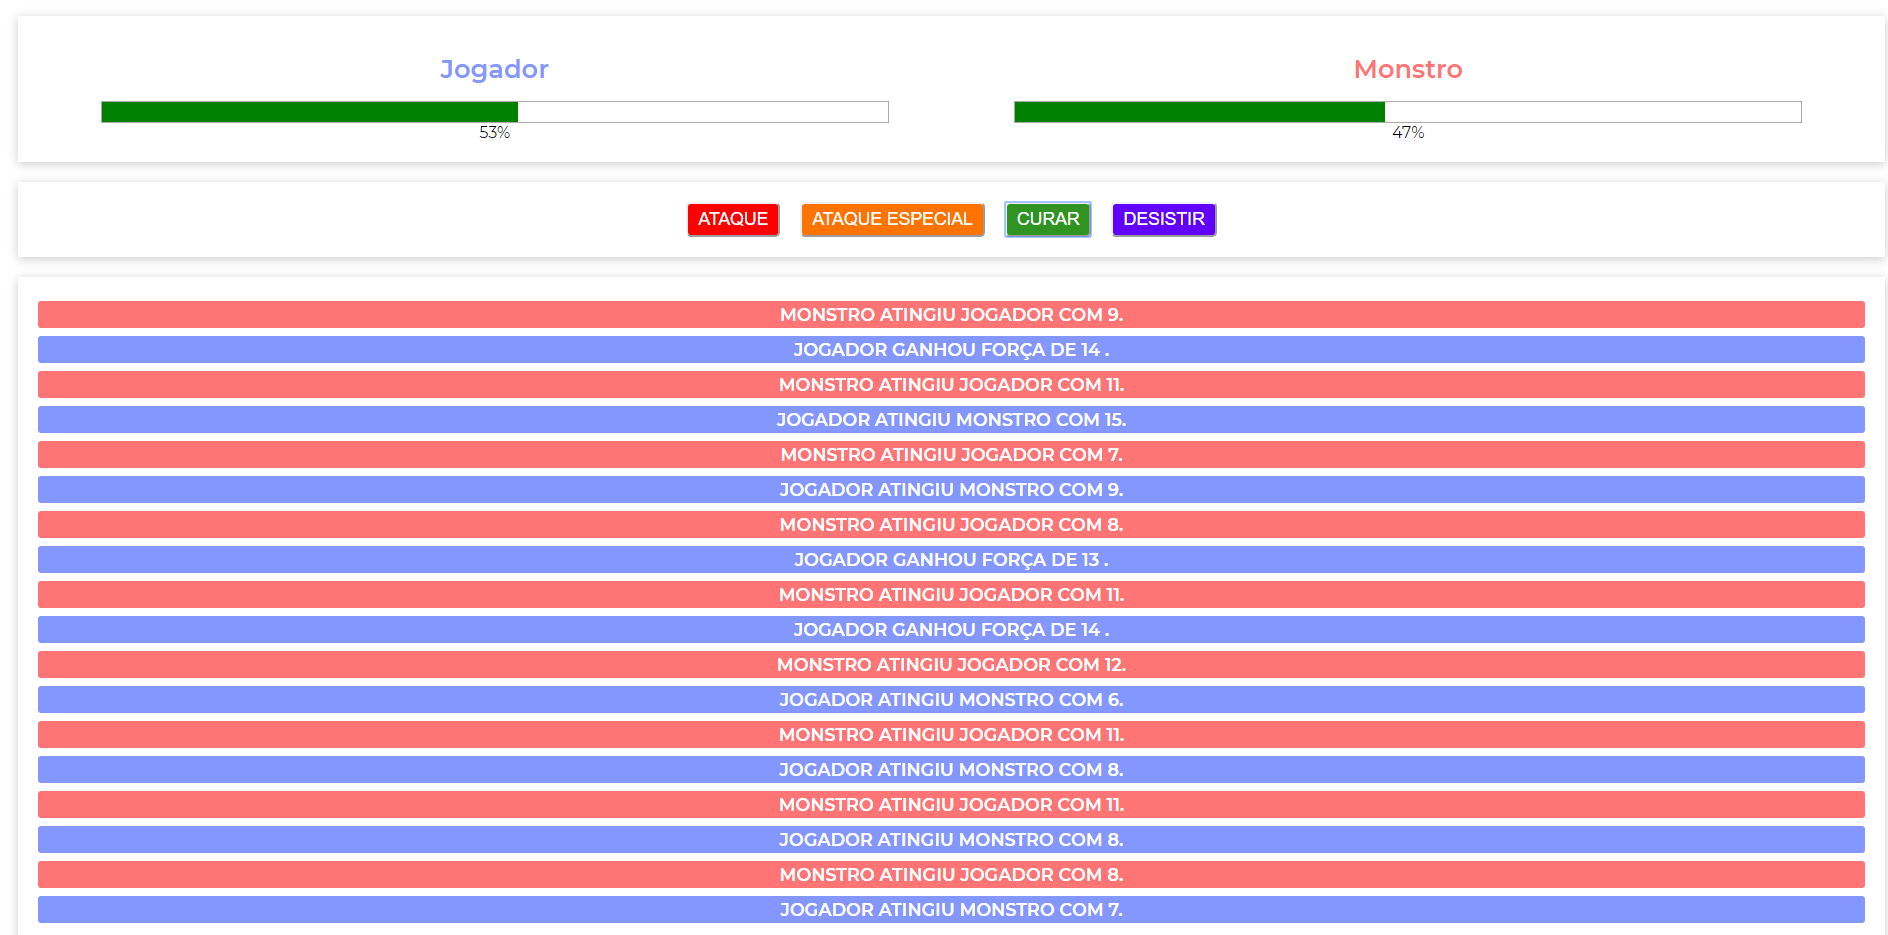 Jogador
Monstro
53%
47%
ATAQUE ATAQUE ESPECIAL CURAR DESISTIR
MONSTRO ATINGIU JOGADOR COM 9.
JOGADOR GANHOU FORÇA DE 14 .
MONSTRO ATINGIU JOGADOR COM 11.
JOGADOR ATINGIU MONSTRO COM 15.
MONSTRO ATINGIU JOGADOR COM 7.
JOGADOR ATINGIU MONSTRO COM 9.
MONSTRO ATINGIU JOGADOR COM 8.
JOGADOR GANHOU FORÇA DE 13 .
MONSTRO ATINGIU JOGADOR COM 11.
JOGADOR GANHOU FORÇA DE 14 .
MONSTRO ATINGIU JOGADOR COM 12.
JOGADOR ATINGIU MONSTRO COM 6.
MONSTRO ATINGIU JOGADOR COM 11.
JOGADOR ATINGIU MONSTRO COM 8.
MONSTRO ATINGIU JOGADOR COM 11.
JOGADOR ATINGIU MONSTRO COM 8.
MONSTRO ATINGIU JOGADOR COM 8.
JOGADOR ATINGIU MONSTRO COM 7.